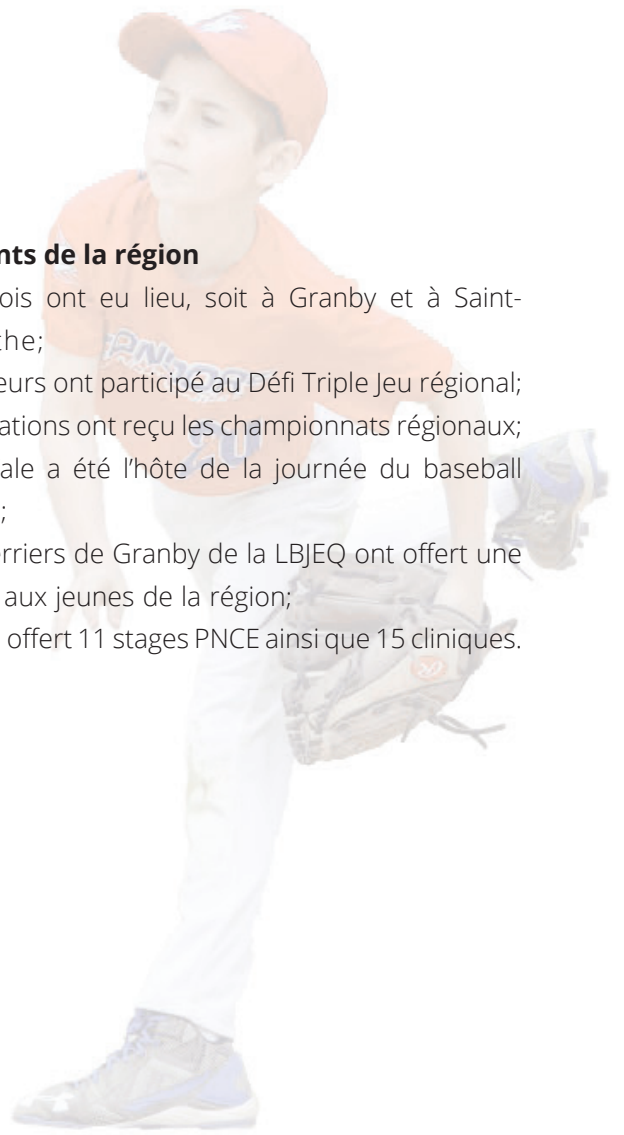 nts de la région
ois ont eu lieu, soit à Granby et à Saint-
the;
eurs ont participé au Défi Triple Jeu régional;
ations ont reçu les championnats régionaux;
ale a été l’hôte de la journée du baseball
;
erriers de Granby de la LBJEQ ont offert une
aux jeunes de la région;
offert 11 stages PNCE ainsi que 15 cliniques.
20